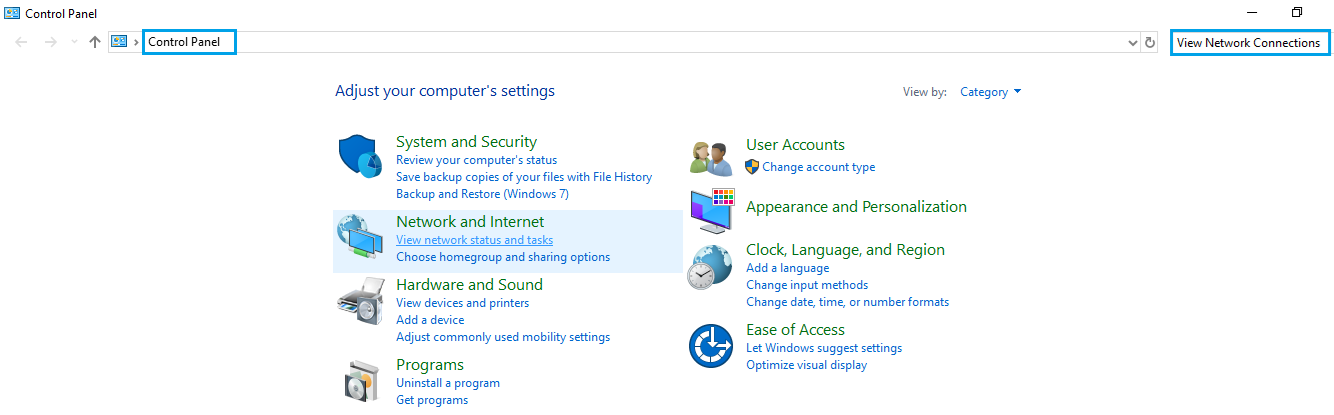 Control Panel
Control Panel
View Network Connections
Adjust your computer's settings
View by: Category
System and Security
Review your computer's status
Save backup copies of your files with File History
Backup and Restore (Windows 7)
Network and Internet
View network status and tasks
Choose homegroup and sharing options
Hardware and Sound
View devices and printers
Add a device
Adjust commonly used mobility settings
Programs
Uninstall a program
Get programs
User Accounts
Change account type
Appearance and Personalization
Clock, Language, and Region
Add a language
Change input methods
Change date, time, or number formats
Ease of Access
Let Windows suggest settings
Optimize visual display